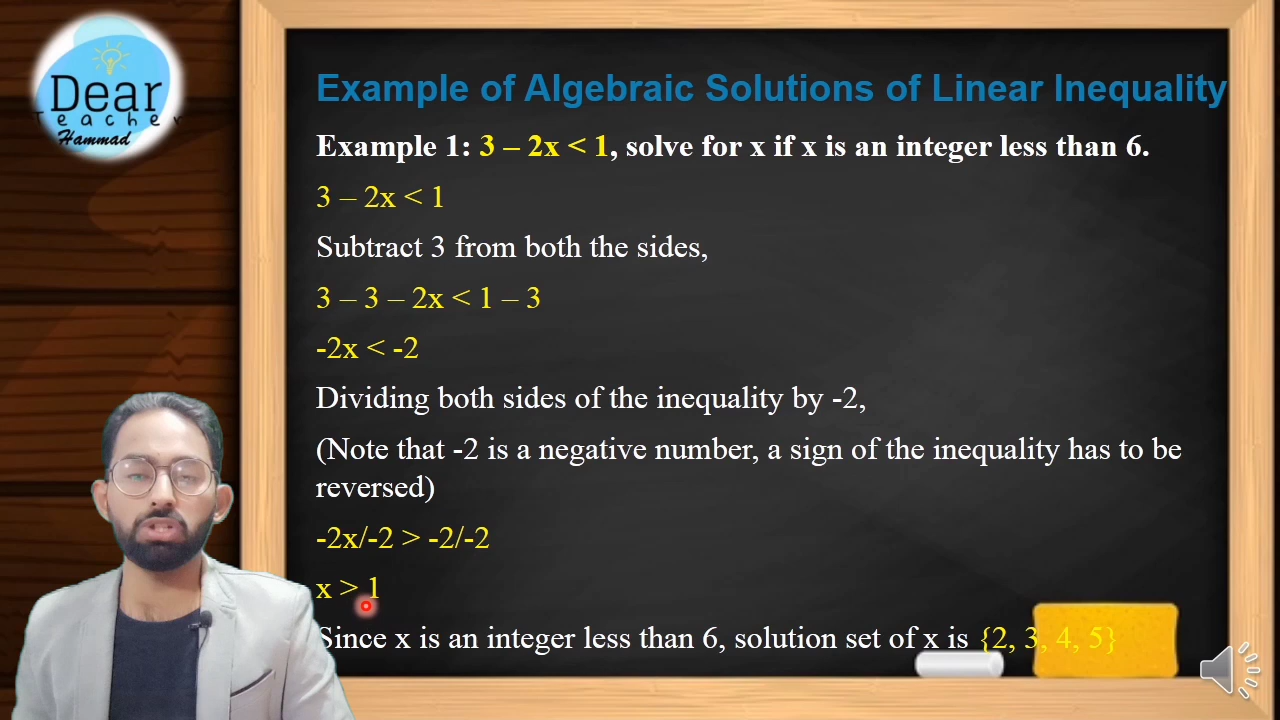 Dear
Teacher
Hammad
Example of Algebraic Solutions of Linear Inequality
Example 1: 3 – 2x < 1, solve for x if x is an integer less than 6.
3 – 2x < 1
Subtract 3 from both the sides,
3 – 3 – 2x < 1 – 3
-2x < -2
Dividing both sides of the inequality by -2,
(Note that -2 is a negative number, a sign of the inequality has to be
reversed)
-2x/-2 > -2/-2
x > 1
Since x is an integer less than 6, solution set of x is {2, 3, 4, 5}